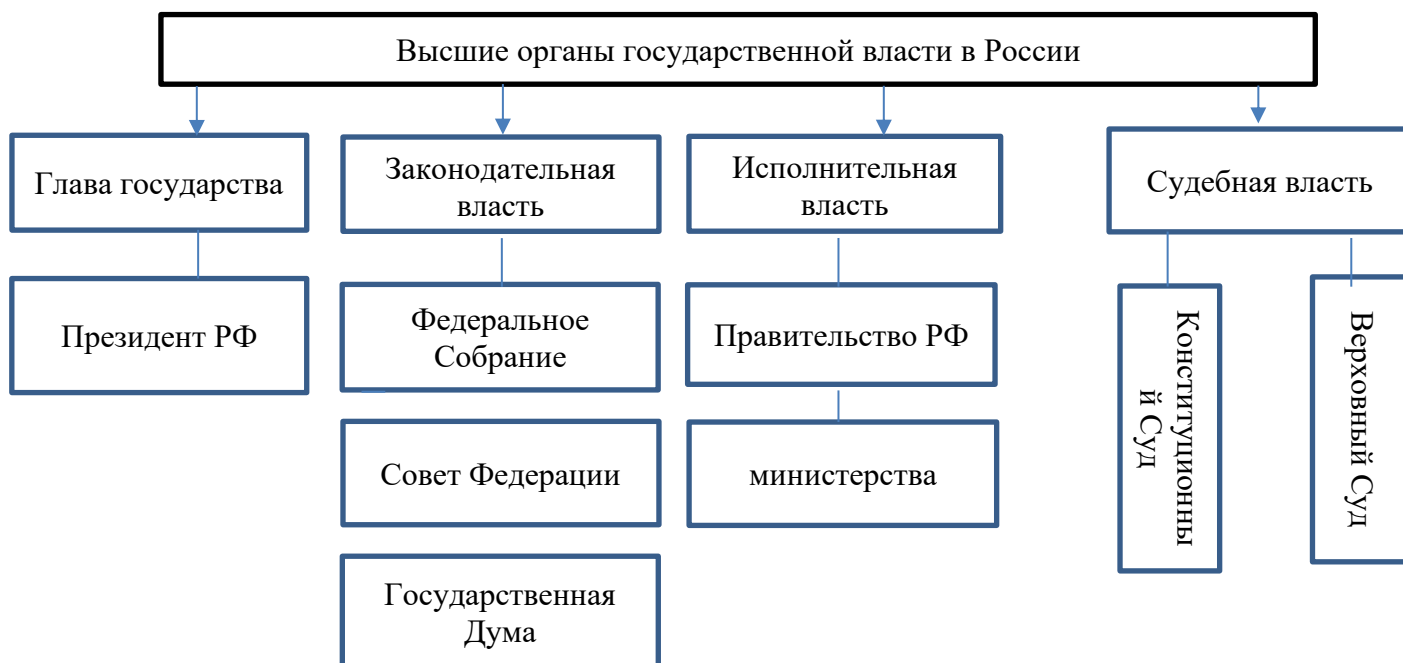 Высшие органы государственной власти в России
Глава государства
Законодательная
власть
Исполнительная
власть
Судебная власть
Президент РФ
Федеральное
Собрание
Правительство РФ
Конституционны
й Суд
Верховный Суд
Совет Федерации
министерства
Государственная
Дума